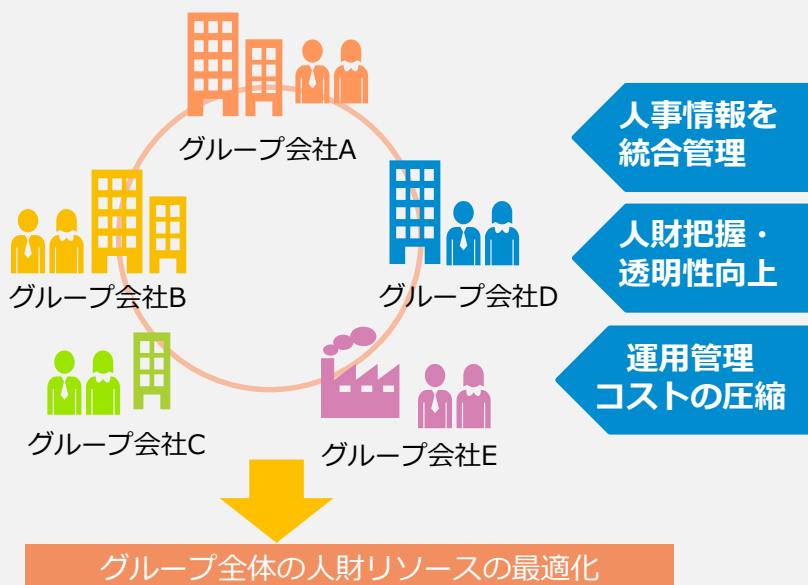 グループ会社A
グループ会社B
グループ会社D
グループ会社C
グループ会社E
人事情報を
統合管理
人財把握・
透明性向上
運用管理
コストの圧縮
グループ全体の人財リソースの最適化